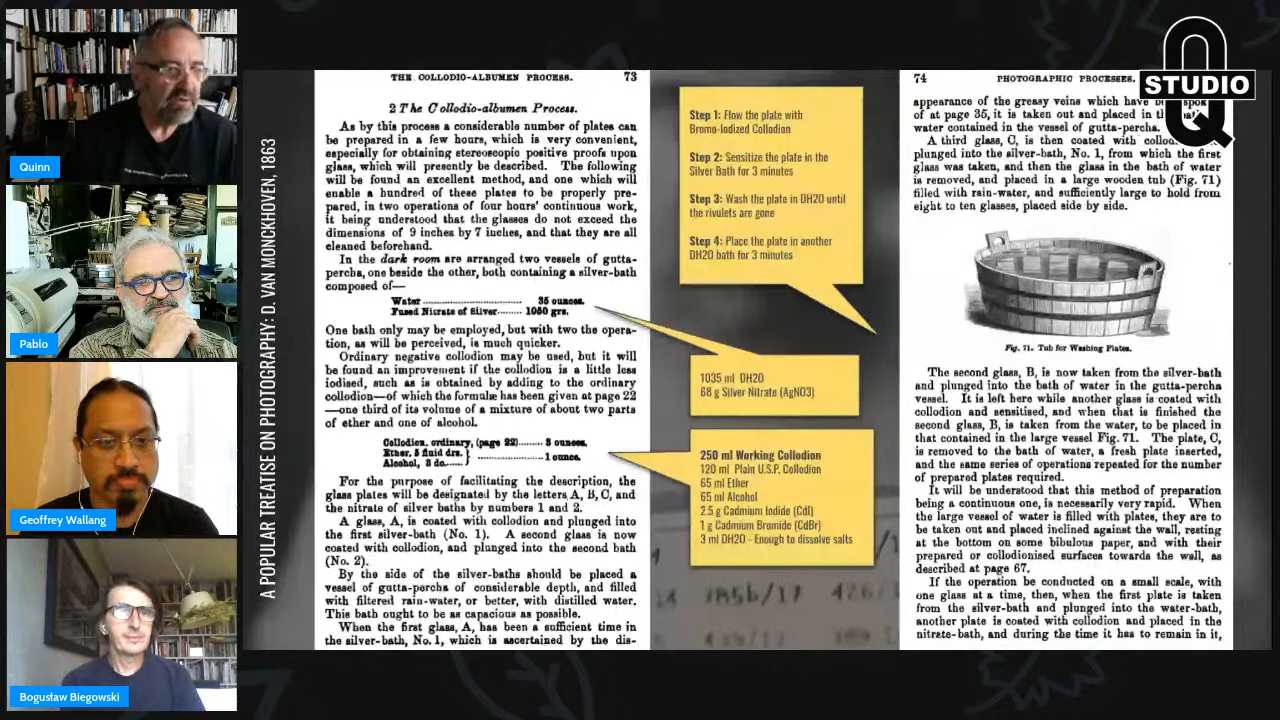 Quinn
Pablo
Geoffrey Wallang
Bogusław Biegowski
STUDIO
Q
A POPULAR TREATISE ON PHOTOGRAPHY: D. VAN MONCKHOVEN, 1863
THE COLLODIO-ALBUMEN PROCESS. 73
2 The Collodio-albumen Process.
As by this process a considerable number of plates can
be prepared in a few hours, which is very convenient,
especially for obtaining stereoscopic positive proofs upon
glass, which will presently be described. The following
will be found an excellent method, and one which will
enable a hundred of these plates to be properly pre-
pared, in two operations of four hours' continuous work,
it being understood that the glasses do not exceed the
dimensions of 9 inches by 7 inches, and that they are all
cleaned beforehand.
In the dark room are arranged two vessels of gutta-
percha, one beside the other, both containing a silver-bath
composed of—
Water ........................ 35 ounces.
Fused Nitrate of Silver....... 1050 grs.
One bath only may be employed, but with two the opera-
tion, as will be perceived, is much quicker.
Ordinary negative collodion may be used, but it will
be found an improvement if the collodion is a little less
iodised, such as is obtained by adding to the ordinary
collodion—of which the formulæ has been given at page 22
—one third of its volume of a mixture of about two parts
of ether and one of alcohol.
Collodion, ordinary, (page 22)........ 3 ounces.
Ether, 5 fluid drs. }
Alcohol, 3 do...... } .............. 1 ounce.
For the purpose of facilitating the description, the
glass plates will be designated by the letters A, B, C, and
the nitrate of silver baths by numbers 1 and 2.
A glass, A, is coated with collodion and plunged into
the first silver-bath (No. 1). A second glass is now
coated with collodion, and plunged into the second bath
(No. 2).
By the side of the silver-baths should be placed a
vessel of gutta-percha of considerable depth, and filled
with filtered rain-water, or better, with distilled water.
This bath ought to be as capacious as possible.
When the first glass, A, has been a sufficient time in
the silver-bath, No. 1, which is ascertained by the dis-
Step 1: Flow the plate with
Bromo-Iodized Collodion
Step 2: Sensitize the plate in the
Silver Bath for 3 minutes
Step 3: Wash the plate in DH2O until
the rivulets are gone
Step 4: Place the plate in another
DH2O bath for 3 minutes
1035 ml DH2O
68 g Silver Nitrate (AgNO3)
250 ml Working Collodion
120 ml Plain U.S.P. Collodion
65 ml Ether
65 ml Alcohol
2.5 g Cadmium Iodide (CdI)
1 g Cadmium Bromide (CdBr)
3 ml DH2O - Enough to dissolve salts
74 PHOTOGRAPHIC PROCESSES.
appearance of the greasy veins which have
of at page 35, it is taken out and placed in the
water contained in the vessel of gutta-percha.
A third glass, C, is then coated with
plunged into the silver-bath, No. 1, from which the first
glass was taken, and then the glass in the bath of water
is removed, and placed in a large wooden tub (Fig. 71)
filled with rain-water, and sufficiently large to hold from
eight to ten glasses, placed side by side.
Fig. 71. Tub for Washing Plates.
The second glass, B, is now taken from the silver-bath
and plunged into the bath of water in the gutta-percha
vessel. It is left here while another glass is coated with
collodion and sensitised, and when that is finished the
second glass, B, is taken from the water, to be placed in
that contained in the large vessel Fig. 71. The plate, C,
is removed to the bath of water, a fresh plate inserted,
and the same series of operations repeated for the number
of prepared plates required.
It will be understood that this method of preparation
being a continuous one, is necessarily very rapid. When
the large vessel of water is filled with plates, they are to
be taken out and placed inclined against the wall, resting
at the bottom on some bibulous paper, and with their
prepared or collodionised surfaces towards the wall, as
described at page 67.
If the operation be conducted on a small scale, with
one glass at a time, then, when the first plate is taken
from the silver-bath and plunged into the water-bath,
another plate is coated with collodion and placed in the
nitrate-bath, and during the time it has to remain in it,